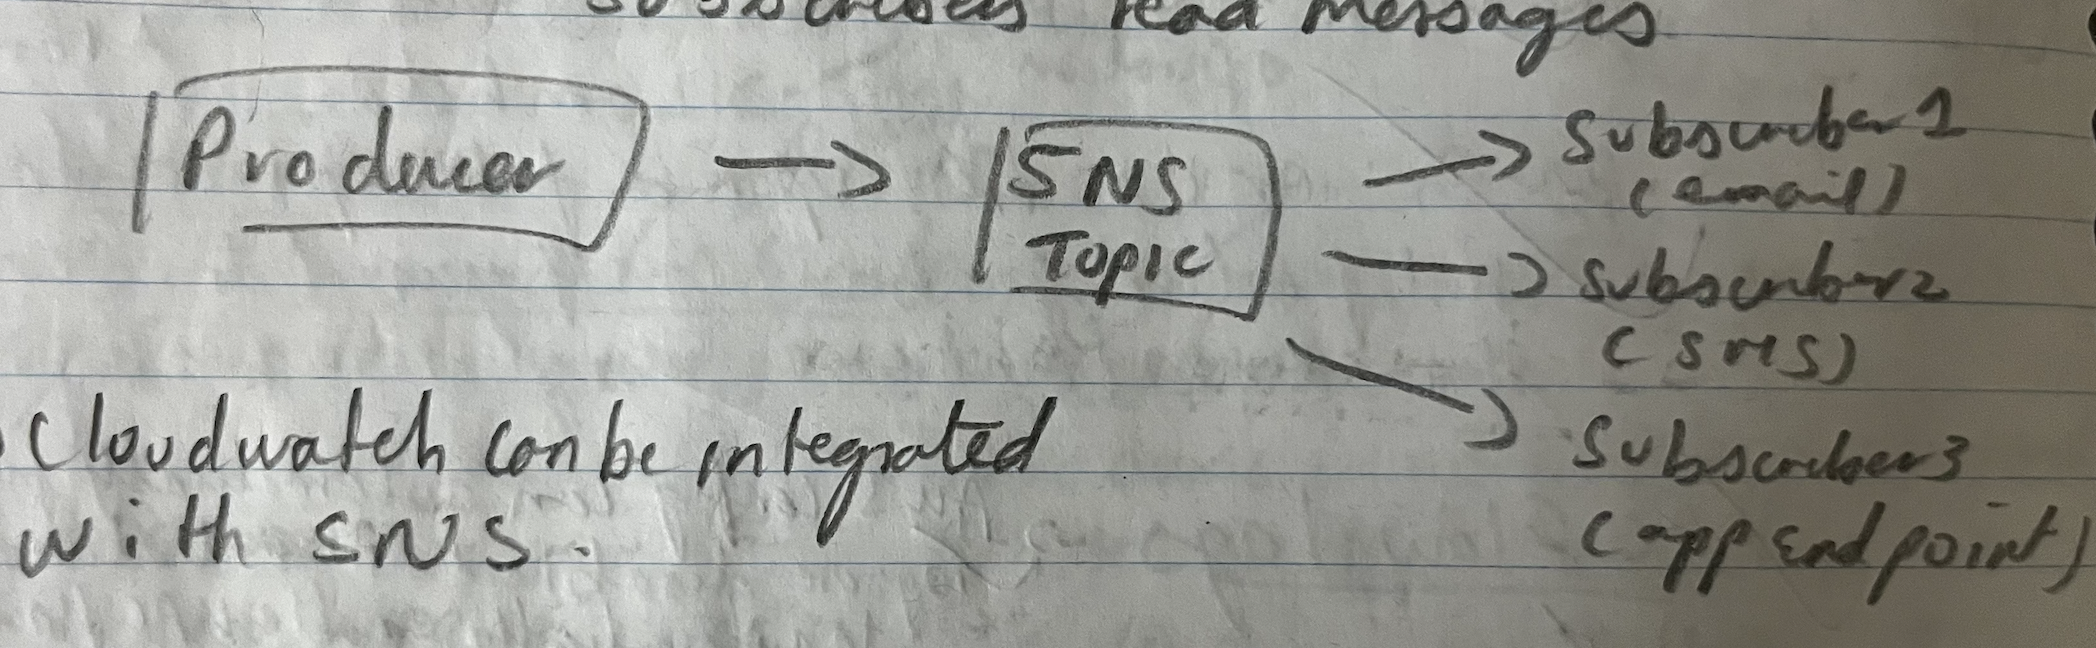 Subscribers read messages
Producer → SNS Topic → Subscriber 1
(email)
→ Subscriber 2
(SMS)
→ Subscriber 3
(app Endpoint)
Cloudwatch can be integrated
with SNS.